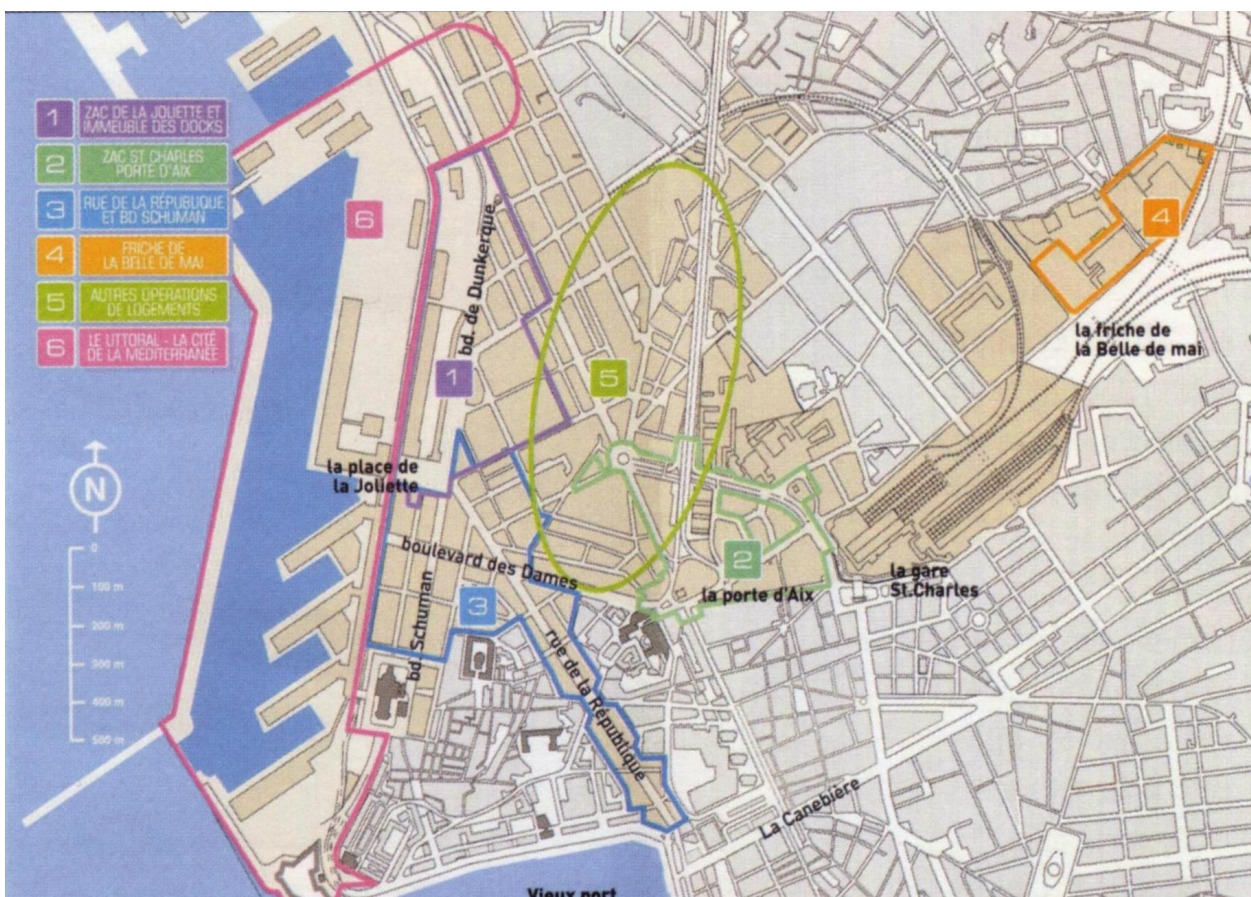 1
ZAC DE LA JOLIETTE ET
IMMEUBLE DES DOCKS
2
ZAC ST CHARLES
PORTE D'AIX
3
RUE DE LA RÉPUBLIQUE
ET BD SCHUMAN
4
FRICHE DE
LA BELLE DE MAI
5
AUTRES OPÉRATIONS
DE LOGEMENTS
6
LE LITTORAL - LA CITÉ
DE LA MÉDITERRANÉE
6
4
bd. de Dunkerque
la friche de
la Belle de mai
1
5
la place de
la Joliette
N
0
100 m
200 m
300 m
400 m
500 m
boulevard des Dames
2
la porte d'Aix
la gare
St.Charles
3
bd. Schuman
rue de la République
La Canebière
Vieux port